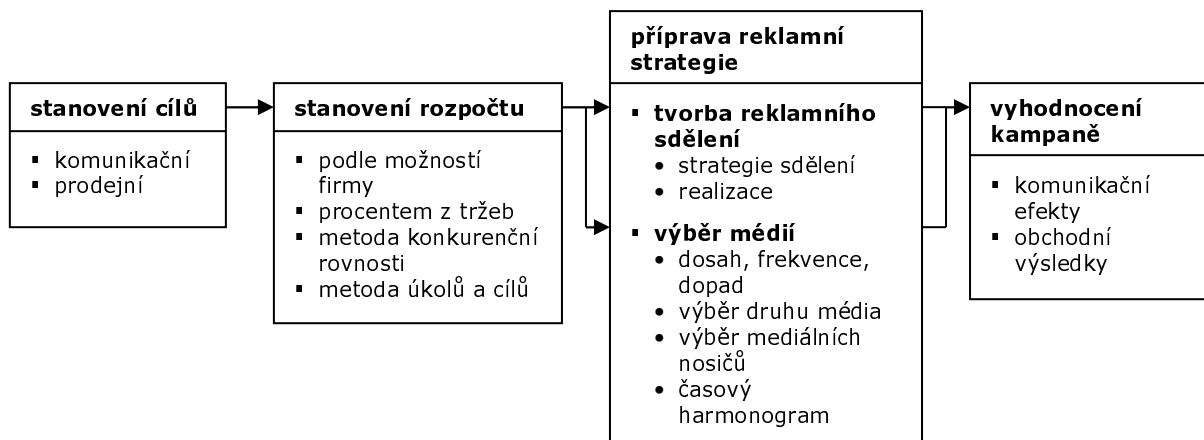 stanovení cílů
▪ komunikační
▪ prodejní
stanovení rozpočtu
▪ podle možností
firmy
▪ procentem z tržeb
▪ metoda konkurenční
rovnosti
▪ metoda úkolů a cílů
příprava reklamní
strategie
▪ tvorba reklamního
sdělení
• strategie sdělení
• realizace
▪ výběr médií
• dosah, frekvence,
dopad
• výběr druhu média
• výběr mediálních
nosičů
• časový
harmonogram
vyhodnocení
kampaně
▪ komunikační
efekty
▪ obchodní
výsledky